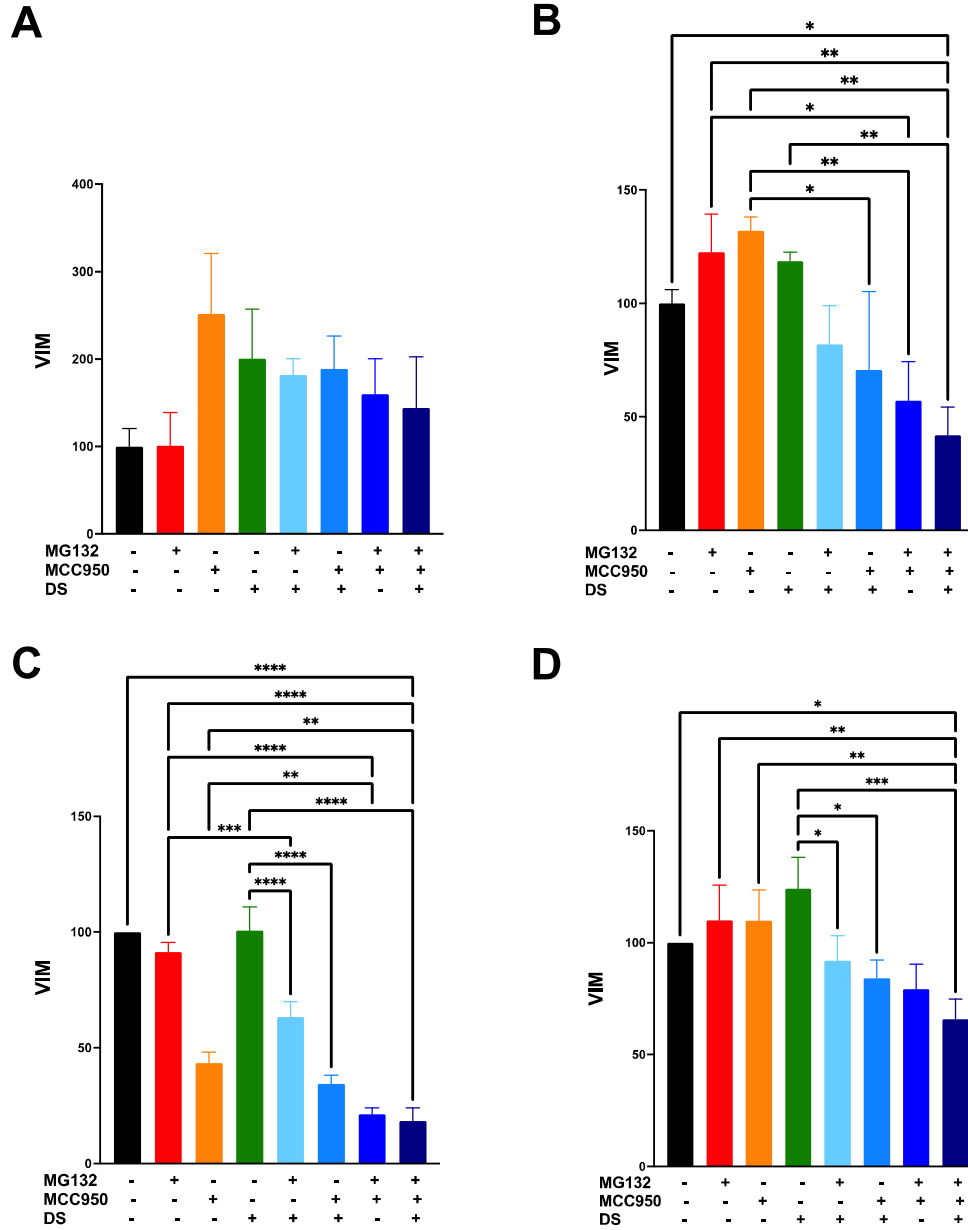 A
VIM
400
300
200
100
0
MG132 - + - - + - + +
MCC950 - - + - - + + +
DS - - - + + + - +
B
*
**
**
*
**
**
*
VIM
150
100
50
0
MG132 - + - - + - + +
MCC950 - - + - - + + +
DS - - - + + + - +
C
****
****
**
****
**
****
***
****
****
VIM
150
100
50
0
MG132 - + - - + - + +
MCC950 - - + - - + + +
DS - - - + + + - +
D
*
**
**
***
*
*
VIM
150
100
50
0
MG132 - + - - + - + +
MCC950 - - + - - + + +
DS - - - + + + - +